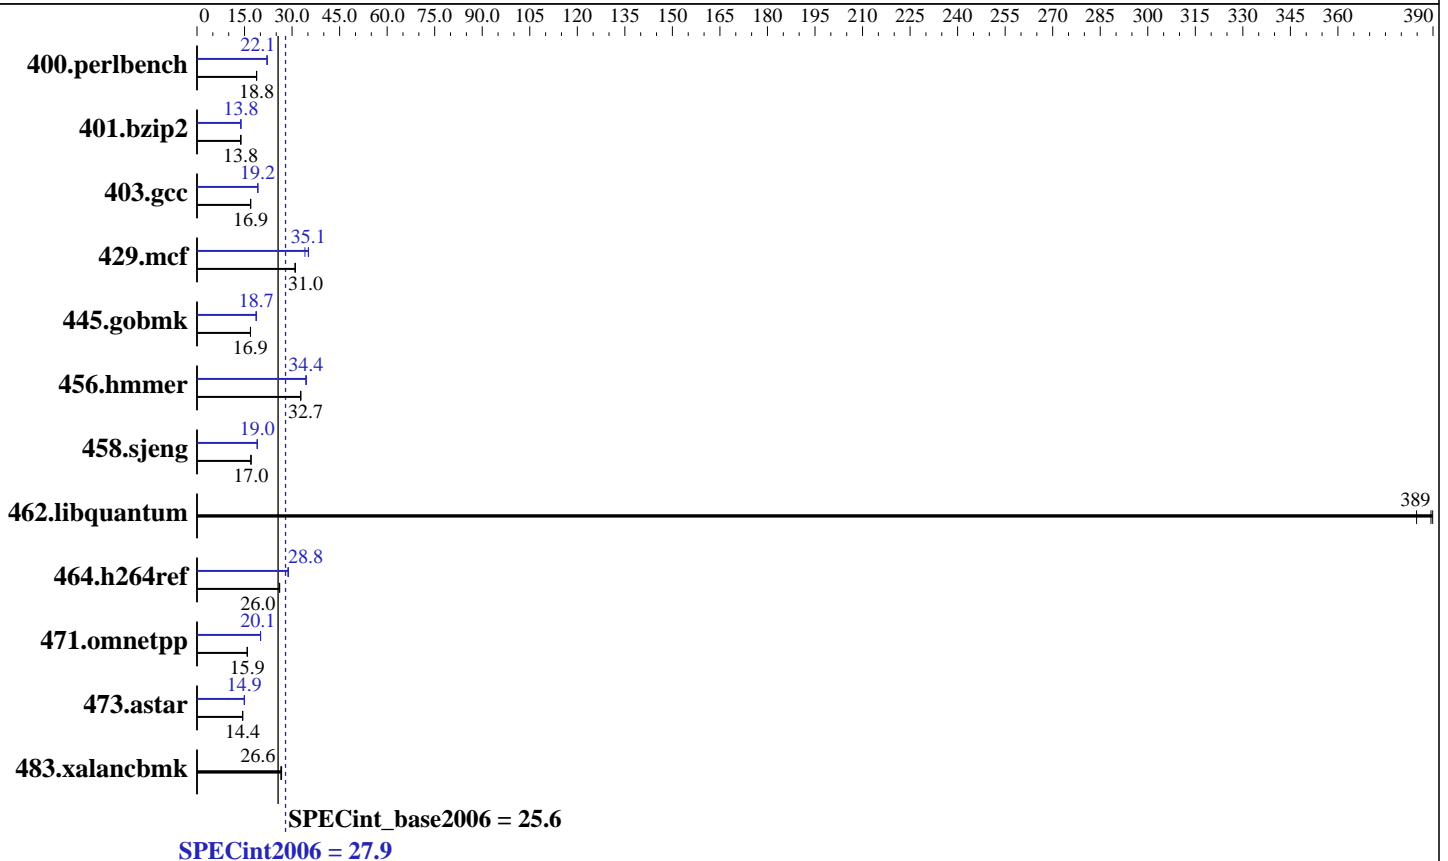 0 15.0 30.0 45.0 60.0 75.0 90.0 105 120 135 150 165 180 195 210 225 240 255 270 285 300 315 330 345 360 390
22.1
400.perlbench
18.8
13.8
401.bzip2
13.8
19.2
403.gcc
16.9
35.1
429.mcf
31.0
18.7
445.gobmk
16.9
34.4
456.hmmer
32.7
19.0
458.sjeng
17.0
389
462.libquantum
28.8
464.h264ref
26.0
20.1
471.omnetpp
15.9
14.9
473.astar
14.4
26.6
483.xalancbmk
SPECint_base2006 = 25.6
SPECint2006 = 27.9